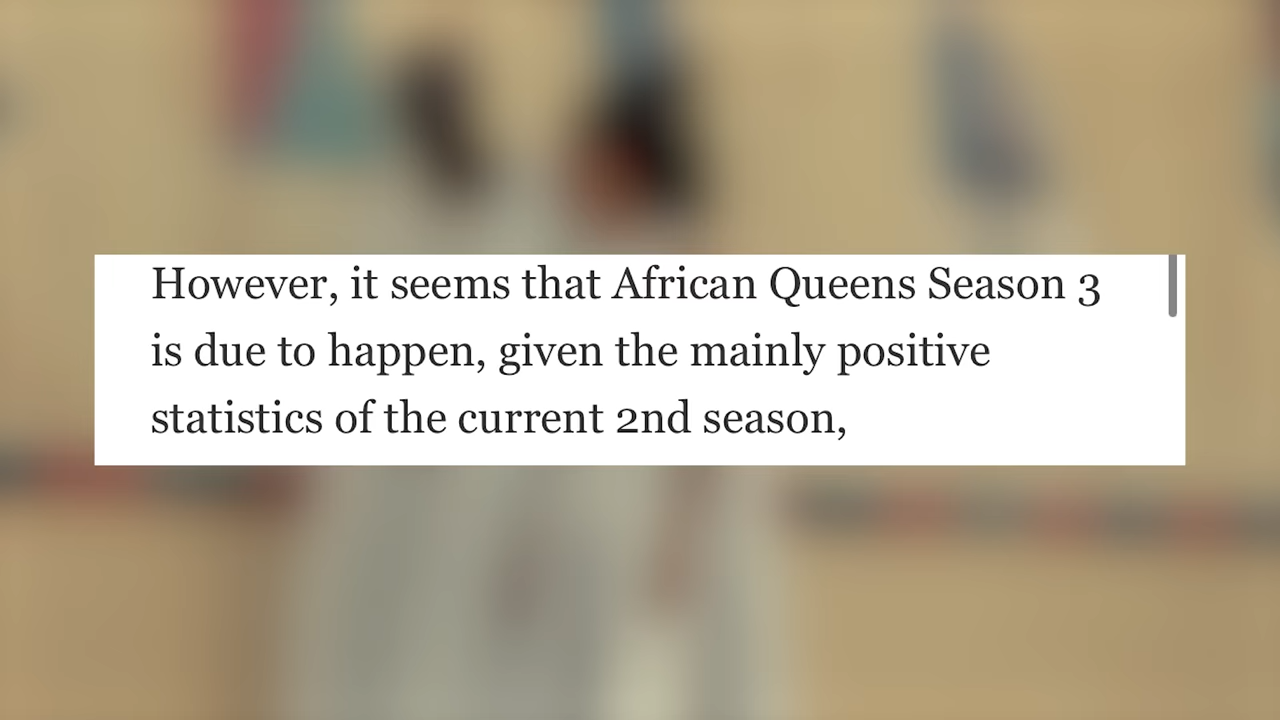 However, it seems that African Queens Season 3
is due to happen, given the mainly positive
statistics of the current 2nd season,